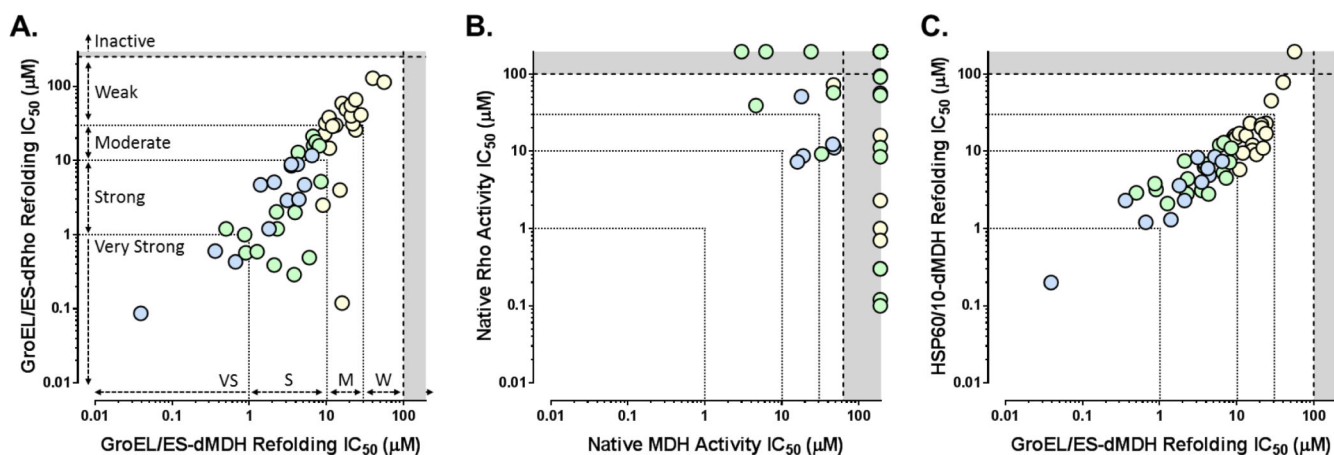 A.
GroEL/ES-dRho Refolding IC50 (μM)
Inactive
Weak
Moderate
Strong
Very Strong
100
10
1
0.1
0.01
VS S M W
0.01 0.1 1 10 100
GroEL/ES-dMDH Refolding IC50 (μM)
B.
Native Rho Activity IC50 (μM)
100
10
1
0.1
0.01
0.01 0.1 1 10 100
Native MDH Activity IC50 (μM)
C.
HSP60/10-dMDH Refolding IC50 (μM)
100
10
1
0.1
0.01
0.01 0.1 1 10 100
GroEL/ES-dMDH Refolding IC50 (μM)